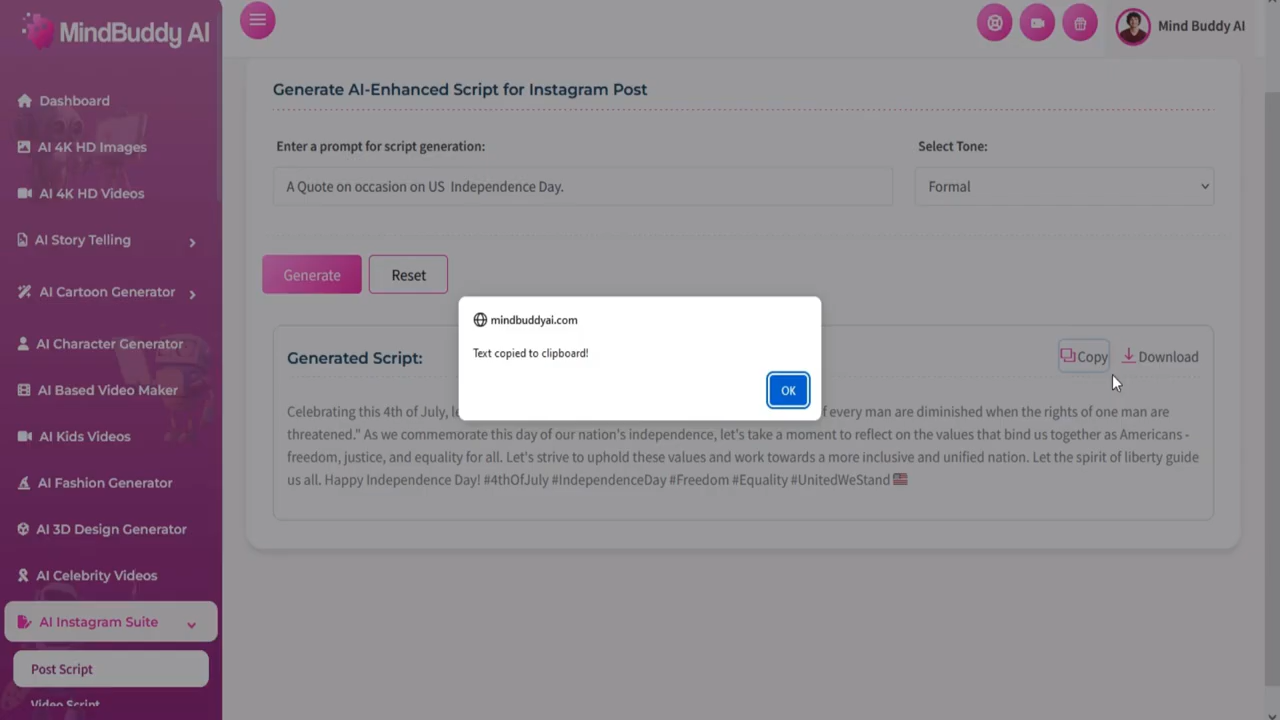 MindBuddy AI
Mind Buddy AI
Dashboard
AI 4K HD Images
AI 4K HD Videos
AI Story Telling
AI Cartoon Generator
AI Character Generator
AI Based Video Maker
AI Kids Videos
AI Fashion Generator
AI 3D Design Generator
AI Celebrity Videos
AI Instagram Suite
Post Script
Video Script
Generate AI-Enhanced Script for Instagram Post
Enter a prompt for script generation:
Select Tone:
A Quote on occasion on US  Independence Day.
Formal
Generate
Reset
mindbuddyai.com
Text copied to clipboard!
OK
Generated Script:
Copy
Download
Celebrating this 4th of July, of every man are diminished when the rights of one man are
threatened." As we commemorate this day of our nation's independence, let's take a moment to reflect on the values that bind us together as Americans -
freedom, justice, and equality for all. Let's strive to uphold these values and work towards a more inclusive and unified nation. Let the spirit of liberty guide
us all. Happy Independence Day! #4thOfJuly #IndependenceDay #Freedom #Equality #UnitedWeStand 🇺🇸